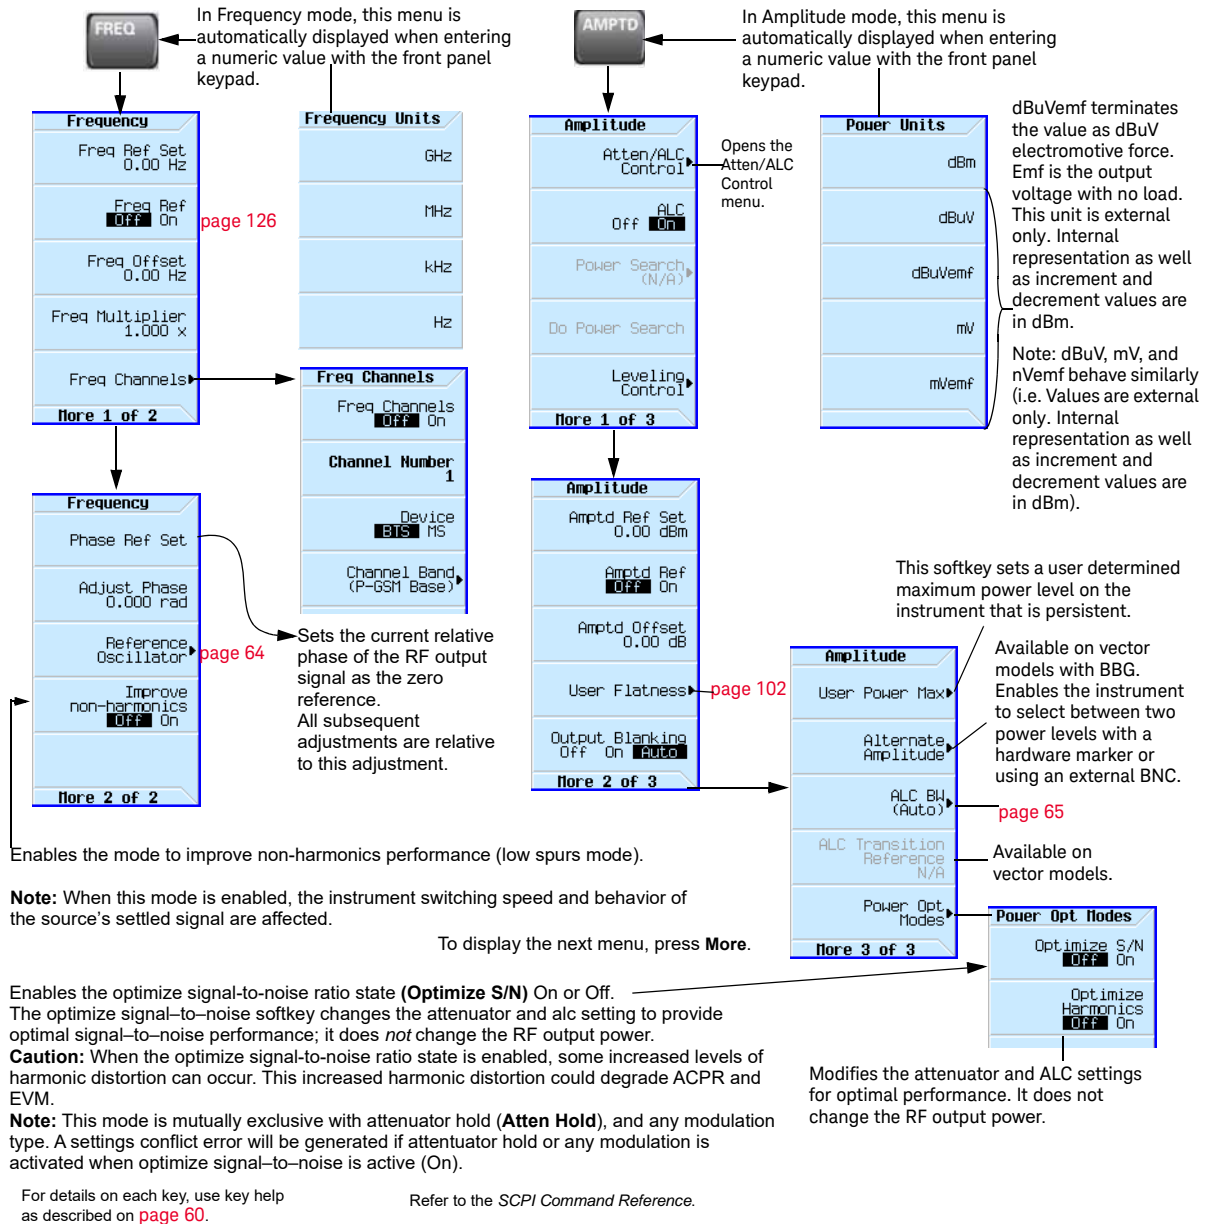 FREQ
In Frequency mode, this menu is
automatically displayed when entering
a numeric value with the front panel
keypad.
Frequency
Freq Ref Set
0.00 Hz
Freq Ref
Off On
page 126
Freq Offset
0.00 Hz
Freq Multiplier
1.000 x
Freq Channels
More 1 of 2
Frequency Units
GHz
MHz
kHz
Hz
Freq Channels
Freq Channels
Off On
Channel Number
1
Device
BTS MS
Channel Band
(P-GSM Base)
Frequency
Phase Ref Set
Adjust Phase
0.000 rad
Reference
Oscillator
page 64
Improve
non-harmonics
Off On
More 2 of 2
Sets the current relative
phase of the RF output
signal as the zero
reference.
All subsequent
adjustments are relative
to this adjustment.
Enables the mode to improve non-harmonics performance (low spurs mode).
Note: When this mode is enabled, the instrument switching speed and behavior of
the source's settled signal are affected.
AMPTD
In Amplitude mode, this menu is
automatically displayed when entering
a numeric value with the front panel
keypad.
Amplitude
Atten/ALC
Control
Opens the
Atten/ALC
Control
menu.
ALC
Off On
Power Search
(N/A)
Do Power Search
Leveling
Control
More 1 of 3
Power Units
dBm
dBuV
dBuVemf
mV
mVemf
dBuVemf terminates
the value as dBuV
electromotive force.
Emf is the output
voltage with no load.
This unit is external
only. Internal
representation as well
as increment and
decrement values are
in dBm.
Note: dBuV, mV, and
nVemf behave similarly
(i.e. Values are external
only. Internal
representation as well
as increment and
decrement values are
in dBm).
Amplitude
Amptd Ref Set
0.00 dBm
Amptd Ref
Off On
Amptd Offset
0.00 dB
User Flatness
page 102
Output Blanking
Off On Auto
More 2 of 3
This softkey sets a user determined
maximum power level on the
instrument that is persistent.
Amplitude
User Power Max
Alternate
Amplitude
Available on vector
models with BBG.
Enables the instrument
to select between two
power levels with a
hardware marker or
using an external BNC.
ALC BW
(Auto)
page 65
ALC Transition
Reference
N/A
Available on
vector models.
Power Opt
Modes
More 3 of 3
To display the next menu, press More.
Power Opt Modes
Optimize S/N
Off On
Optimize
Harmonics
Off On
Modifies the attenuator and ALC settings
for optimal performance. It does not
change the RF output power.
Enables the optimize signal-to-noise ratio state (Optimize S/N) On or Off.
The optimize signal–to–noise softkey changes the attenuator and alc setting to provide
optimal signal–to–noise performance; it does not change the RF output power.
Caution: When the optimize signal-to-noise ratio state is enabled, some increased levels of
harmonic distortion can occur. This increased harmonic distortion could degrade ACPR and
EVM.
Note: This mode is mutually exclusive with attenuator hold (Atten Hold), and any modulation
type. A settings conflict error will be generated if attentuator hold or any modulation is
activated when optimize signal–to–noise is active (On).
For details on each key, use key help
as described on page 60.
Refer to the SCPI Command Reference.